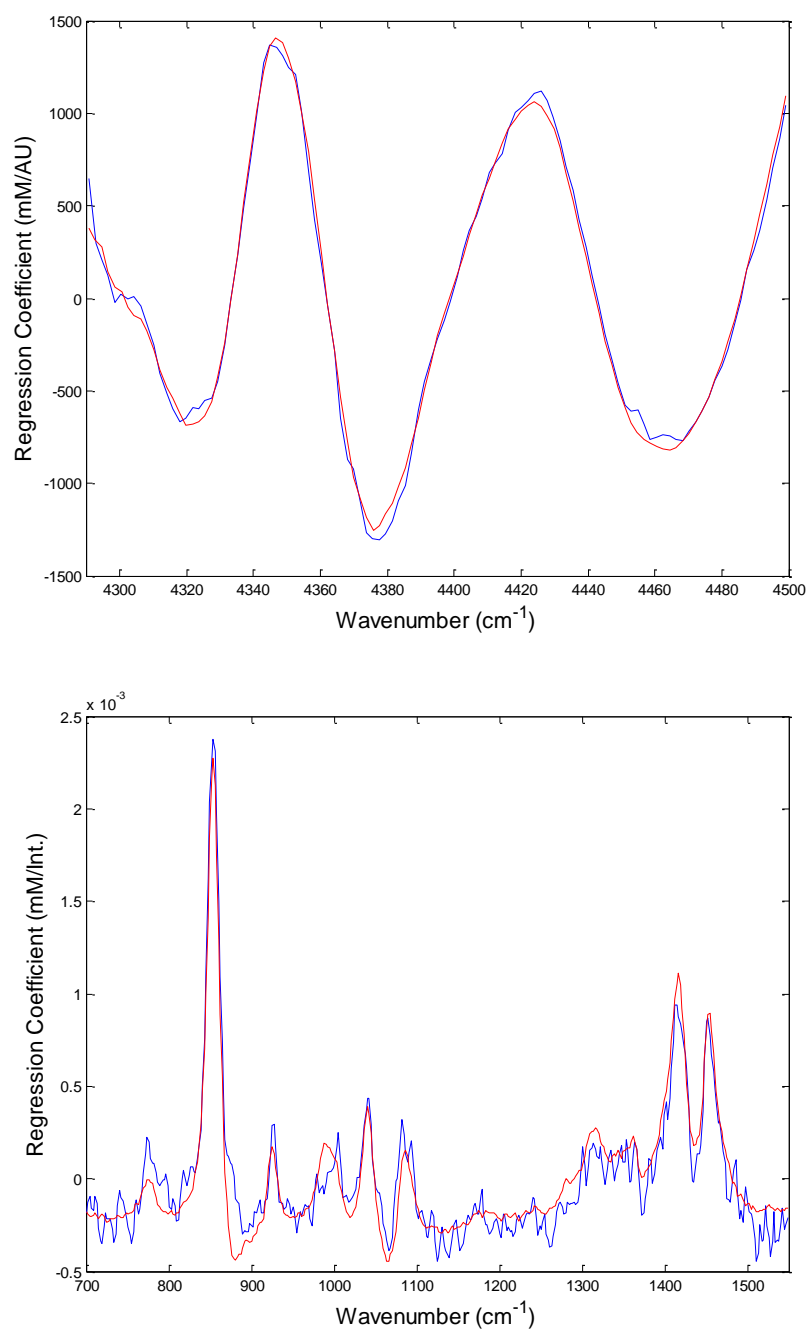 1500
1000
500
0
-500
-1000
-1500
Regression Coefficient (mM/AU)
4300 4320 4340 4360 4380 4400 4420 4440 4460 4480 4500
Wavenumber (cm-1)
x 10-3
2.5
2
1.5
1
0.5
0
-0.5
Regression Coefficient (mM/Int.)
700 800 900 1000 1100 1200 1300 1400 1500
Wavenumber (cm-1)